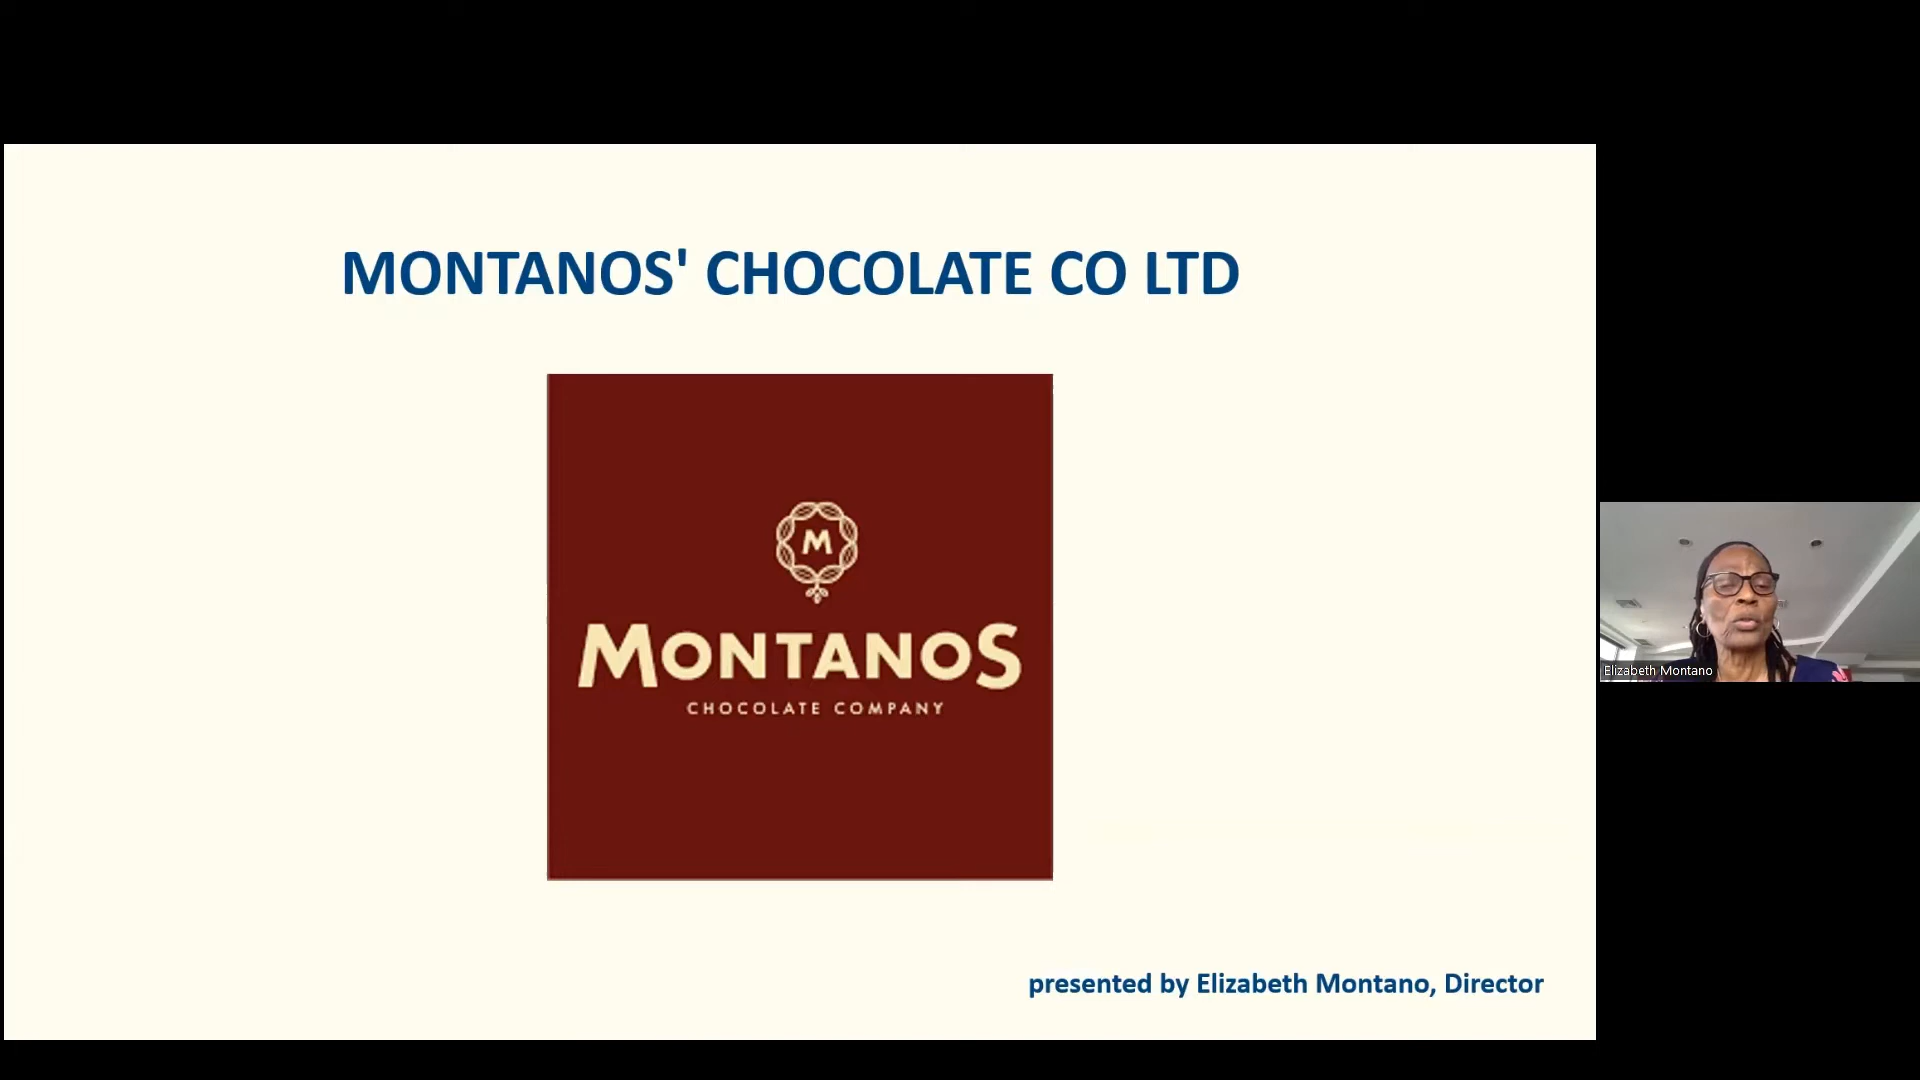 MONTANOS' CHOCOLATE CO LTD
M
MONTANOS
CHOCOLATE COMPANY
Elizabeth Montano
presented by Elizabeth Montano, Director